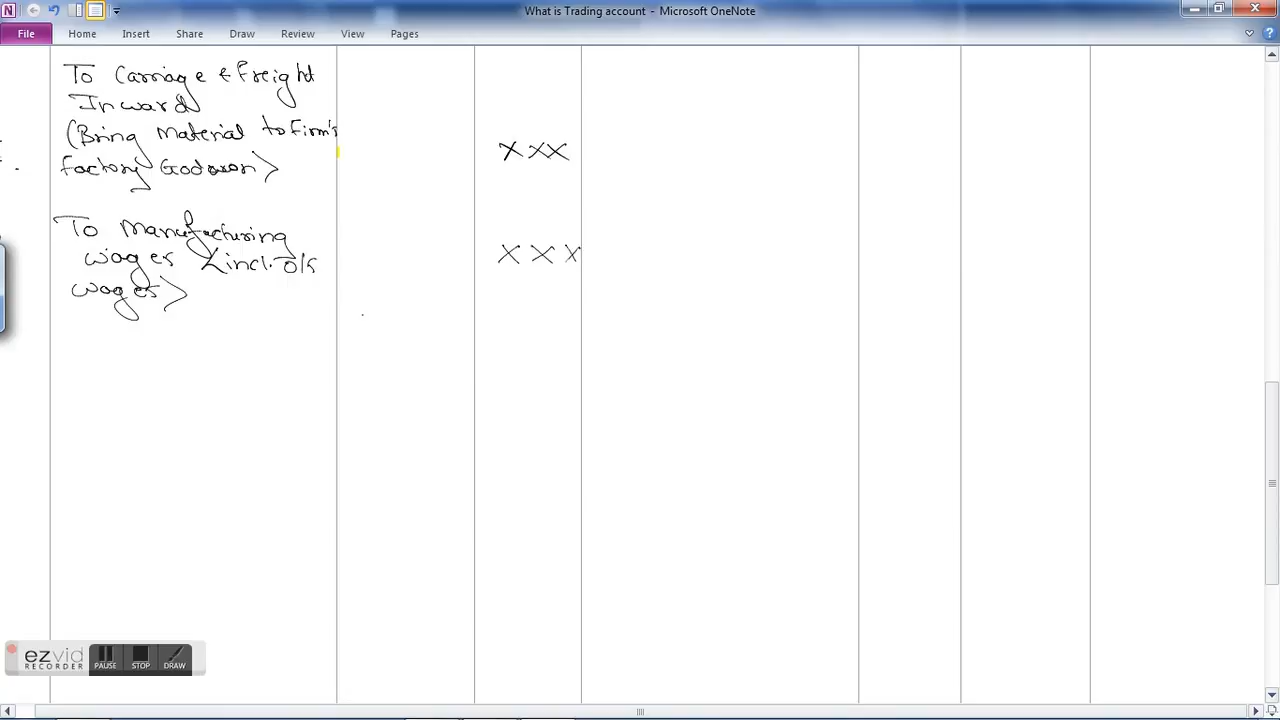 What is Trading account - Microsoft OneNote
File Home Insert Share Draw Review View Pages
To Carriage & Freight
Inward
(Bring Material to Firm's
factory Godown)
XXX
To Manufacturing
wages (incl. O/s
wages)
XXX
ezvid
RECORDER
PAUSE STOP DRAW